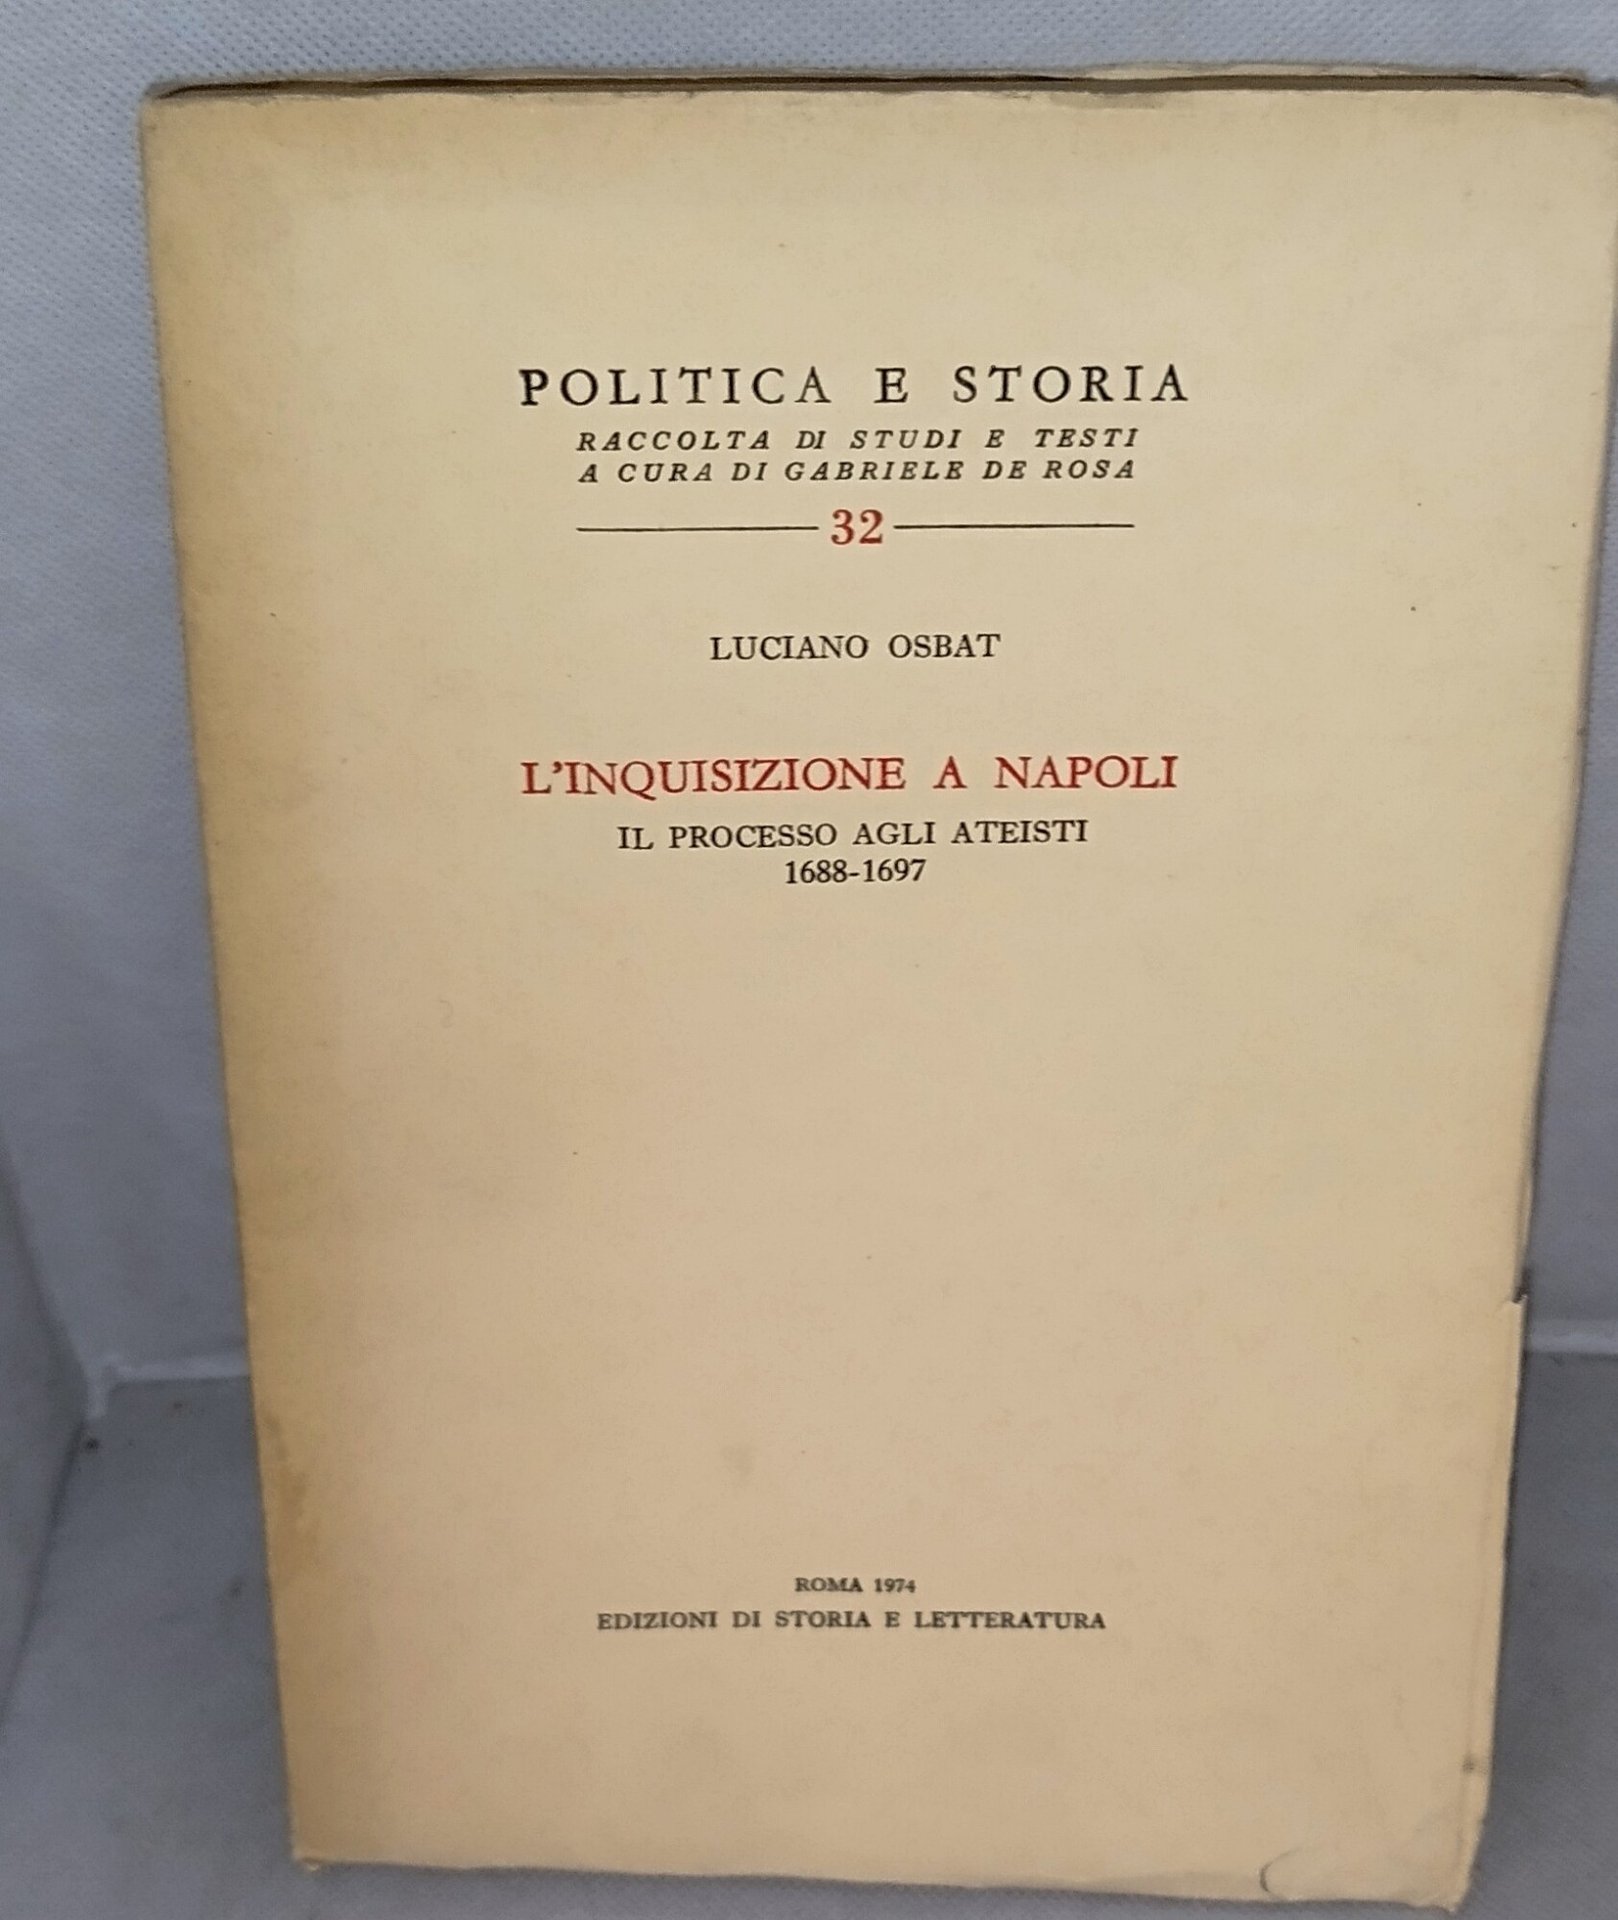 POLITICA E STORIA
RACCOLTA DI STUDI E TESTI
A CURA DI GABRIELE DE ROSA
32
LUCIANO OSBAT
L'INQUISIZIONE A NAPOLI
IL PROCESSO AGLI ATEISTI
1688-1697
ROMA 1974
EDIZIONI DI STORIA E LETTERATURA